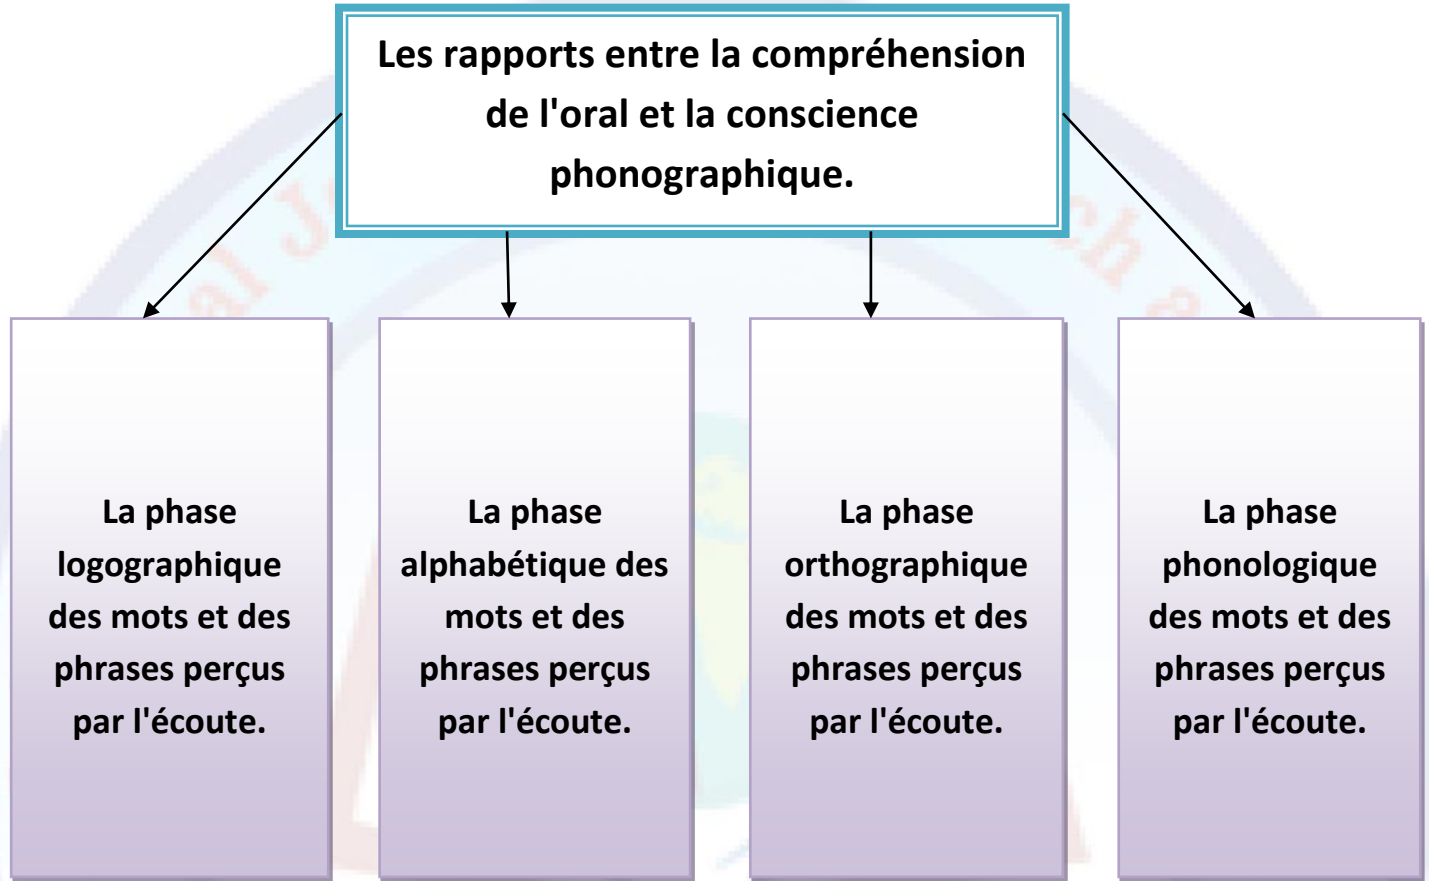 Les rapports entre la compréhension
de l'oral et la conscience
phonographique.
La phase
logographique
des mots et des
phrases perçus
par l'écoute.
La phase
alphabétique des
mots et des
phrases perçus
par l'écoute.
La phase
orthographique
des mots et des
phrases perçus
par l'écoute.
La phase
phonologique
des mots et des
phrases perçus
par l'écoute.